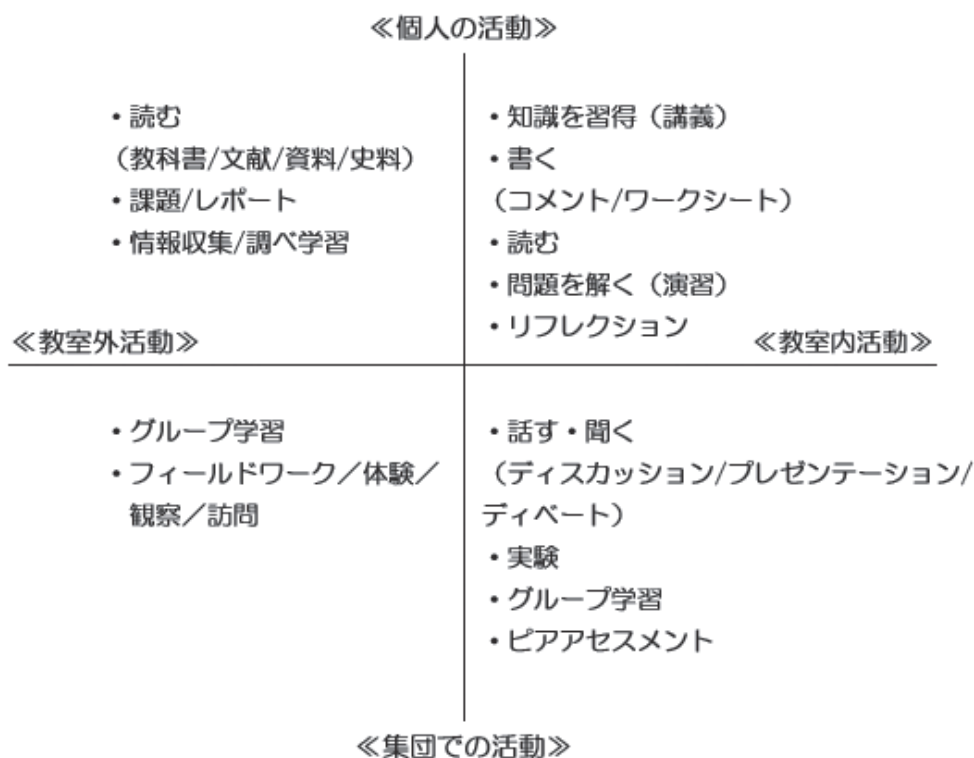 ≪個人の活動≫
・読む
（教科書/文献/資料/史料）
・課題/レポート
・情報収集/調べ学習
・知識を習得（講義）
・書く
（コメント/ワークシート）
・読む
・問題を解く（演習）
・リフレクション
≪教室外活動≫
≪教室内活動≫
・グループ学習
・フィールドワーク／体験／
観察／訪問
・話す・聞く
（ディスカッション/プレゼンテーション/
ディベート）
・実験
・グループ学習
・ピアアセスメント
≪集団での活動≫